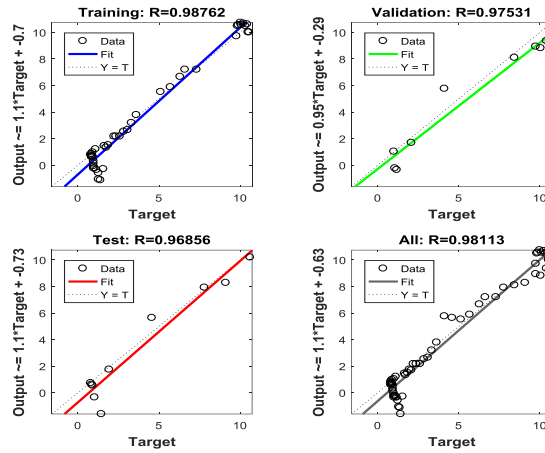 Training: R=0.98762
Output ~= 1.1*Target + -0.7
10
8
6
4
2
0
Data
Fit
Y = T
0
5
10
Target
Validation: R=0.97531
Output ~= 0.95*Target + -0.29
10
8
6
4
2
0
Data
Fit
Y = T
0
5
10
Target
Test: R=0.96856
Output ~= 1.1*Target + -0.73
10
8
6
4
2
0
Data
Fit
Y = T
0
5
10
Target
All: R=0.98113
Output ~= 1.1*Target + -0.63
10
8
6
4
2
0
Data
Fit
Y = T
0
5
10
Target